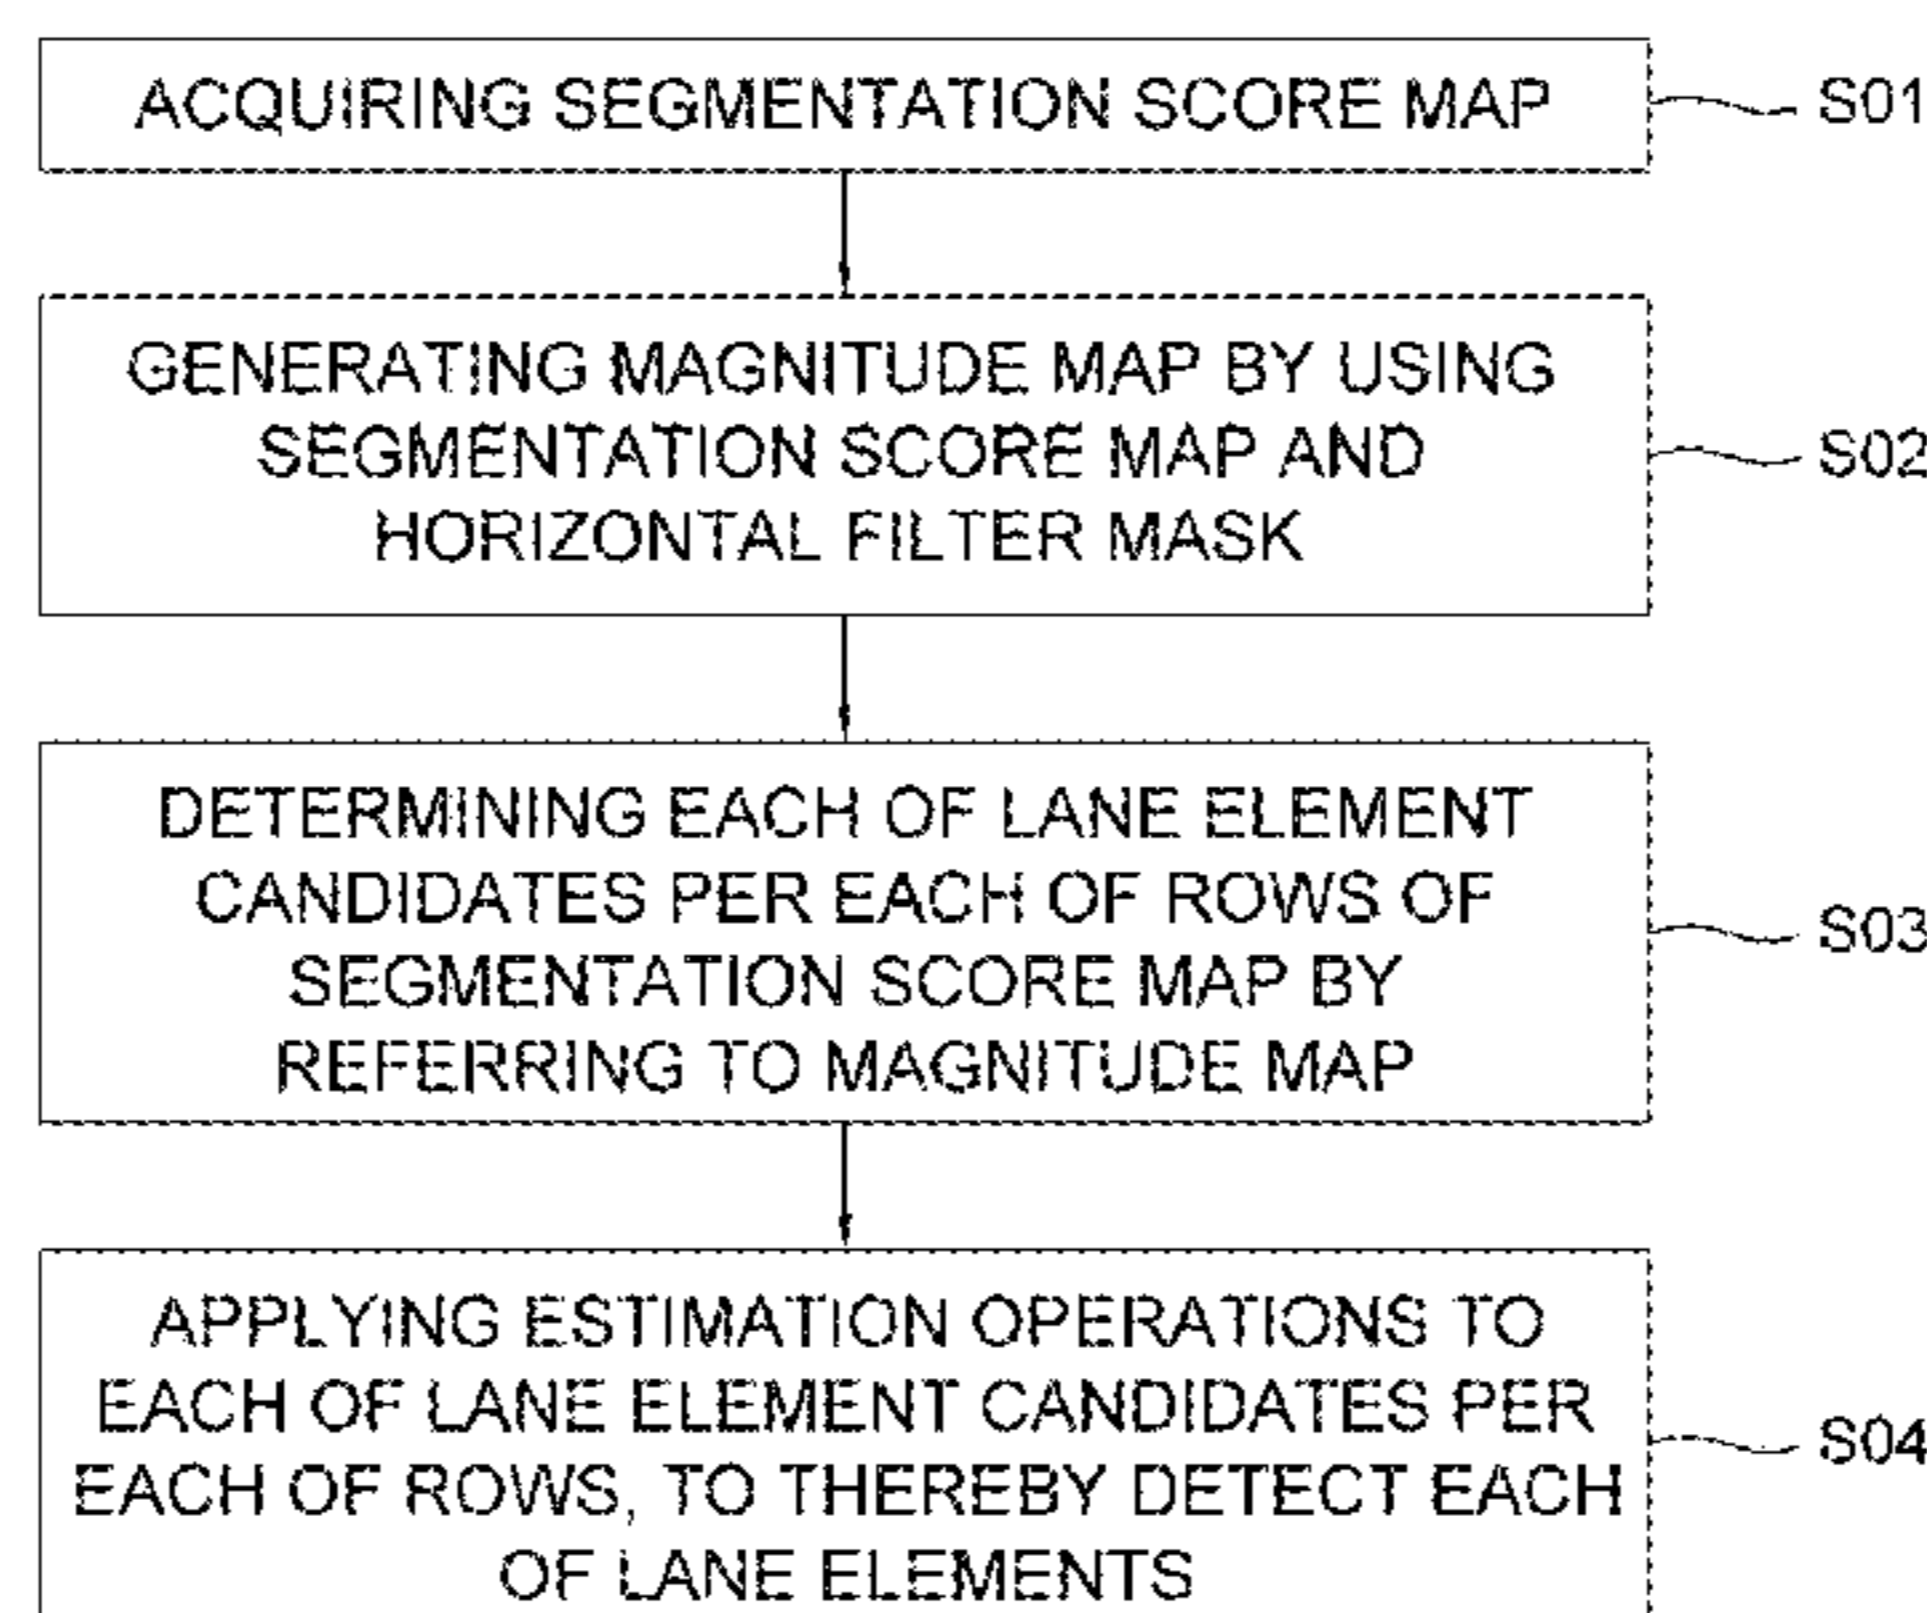 ACQUIRING SEGMENTATION SCORE MAP
S01
GENERATING MAGNITUDE MAP BY USING
SEGMENTATION SCORE MAP AND
HORIZONTAL FILTER MASK
S02
DETERMINING EACH OF LANE ELEMENT
CANDIDATES PER EACH OF ROWS OF
SEGMENTATION SCORE MAP BY
REFERRING TO MAGNITUDE MAP
S03
APPLYING ESTIMATION OPERATIONS TO
EACH OF LANE ELEMENT CANDIDATES PER
EACH OF ROWS, TO THEREBY DETECT EACH
OF LANE ELEMENTS
S04